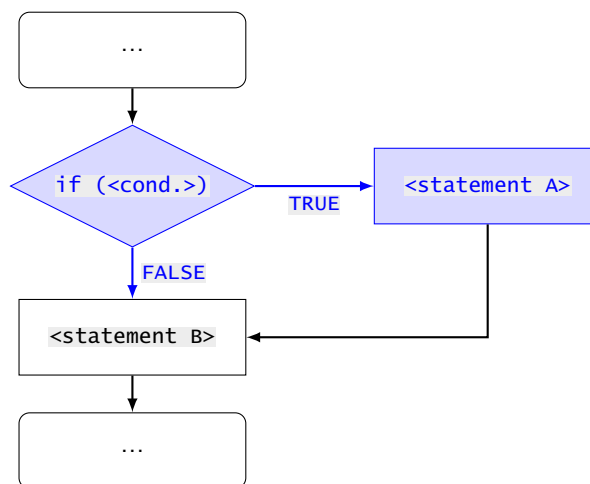 ...
if (<cond.>)
<statement A>
TRUE
FALSE
<statement B>
...